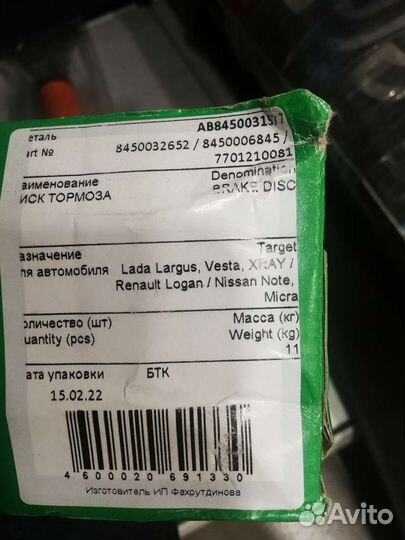 еталь
art №
8450032652 / 8450006845 /
7701210081
аименование
Denomination
ИСК ТОРМОЗА
BRAKE DISC
азначение
Target
ля автомобиля
Lada Largus, Vesta, XRAY /
Renault Logan / Nissan Note,
Micra
оличество (шт)
Масса (кг)
uantity (pcs)
Weight (kg)
11
ата упаковки
БТК
15.02.22
4 600020 691330
Изготовитель ИП Фахрутдинова
Avito